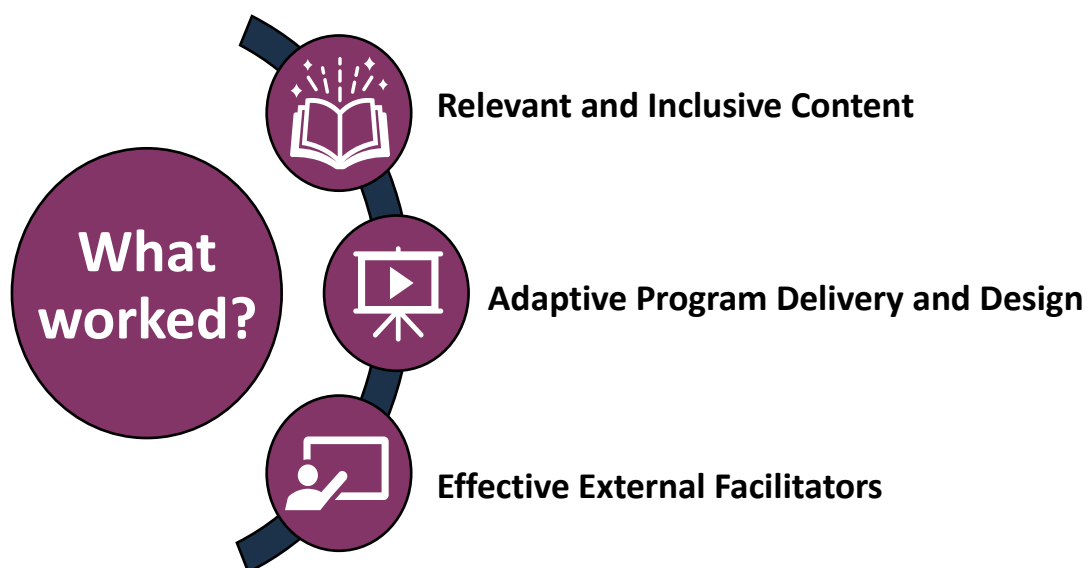 Relevant and Inclusive Content
What
worked?
Adaptive Program Delivery and Design
Effective External Facilitators